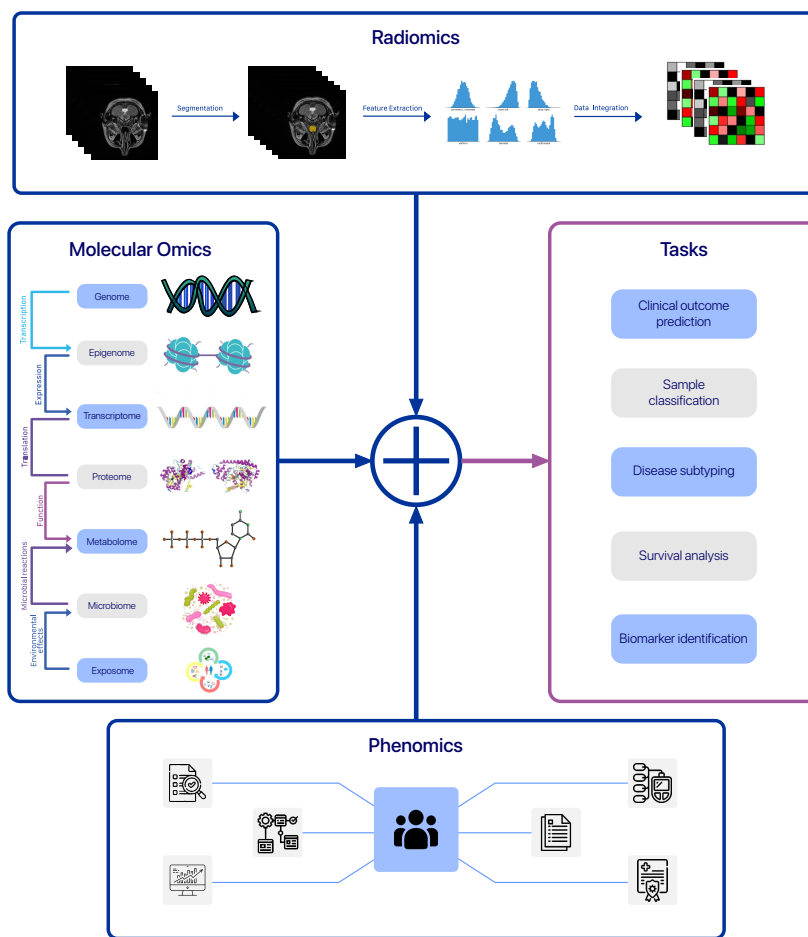 Radiomics
Segmentation
Feature Extraction
Data Integration
Molecular Omics
Genome
Epigenome
Transcriptome
Proteome
Metabolome
Microbiome
Exposome
Transcription
Expression
Translation
Function
Microbial reactions
Environmental
effects
Tasks
Clinical outcome
prediction
Sample
classification
Disease subtyping
Survival analysis
Biomarker identification
Phenomics